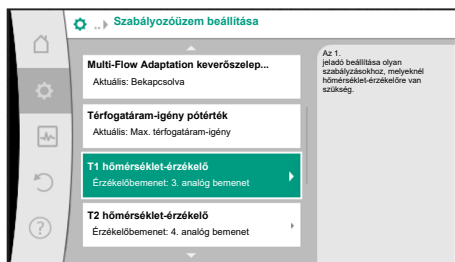 ..▸ Szabályozóüzem beállítása
Multi-Flow Adaptation keverőszelep...
Aktuális: Bekapcsolva
Térfogatáram-igény pótérték
Aktuális: Max. térfogatáram-igény
T1 hőmérséklet-érzékelő
Érzékelőbemenet: 3. analóg bemenet
T2 hőmérséklet-érzékelő
Érzékelőbemenet: 4. analóg bemenet
Az 1.
jeladó beállítása olyan
szabályzásokhoz, melyeknél
hőmérséklet-érzékelőre van
szükség.
?